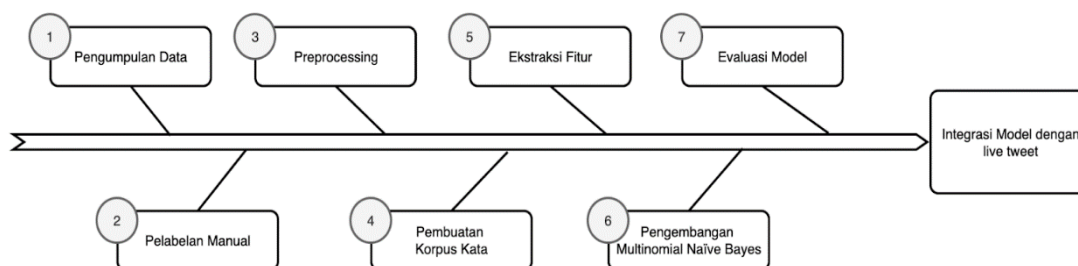 1
Pengumpulan Data
3
Preprocessing
5
Ekstraksi Fitur
7
Evaluasi Model
Integrasi Model dengan
live tweet
2
Pelabelan Manual
4
Pembuatan
Korpus Kata
6
Pengembangan
Multinomial Naïve Bayes